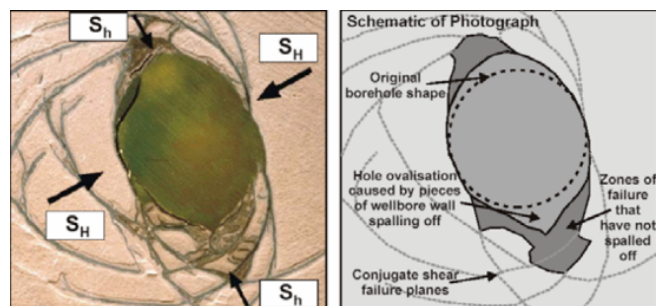 Sh
SH
SH
Sh
Schematic of Photograph
Original
borehole shape
Hole ovalisation
caused by pieces
of wellbore wall
spalling off
Zones of
failure
that
have not
spalled
off
Conjugate shear
failure planes